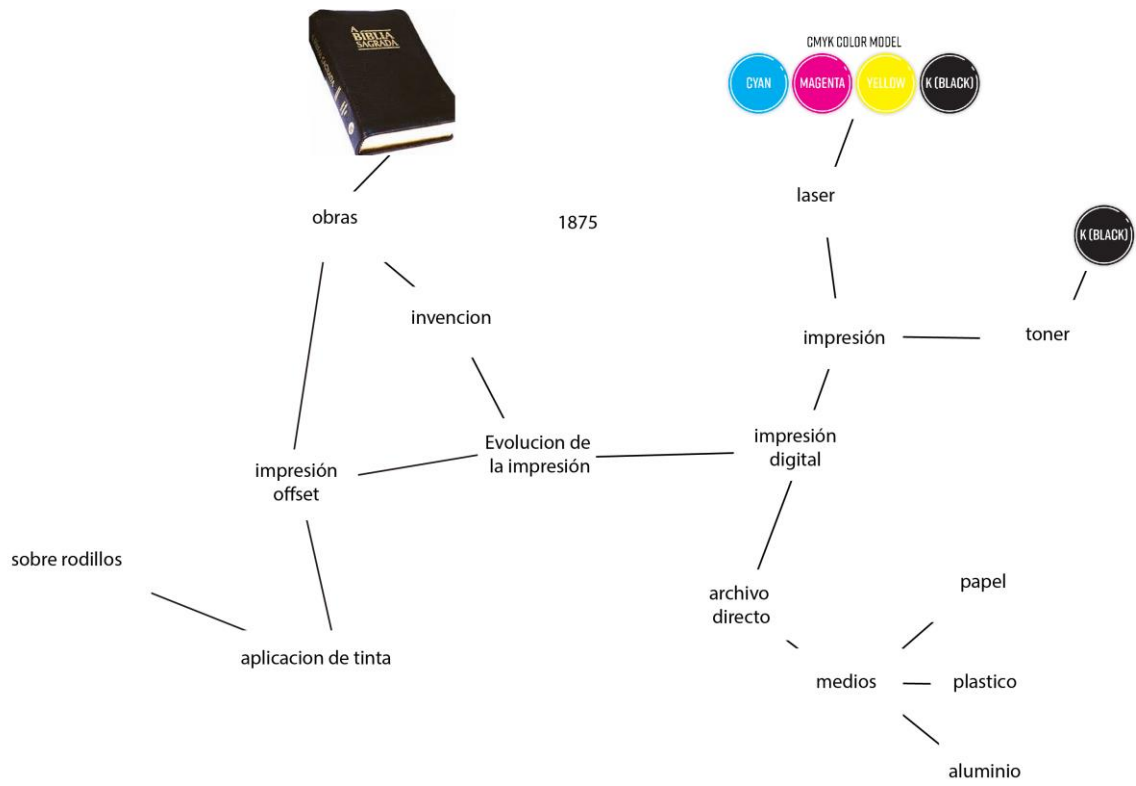 A
BÍBLIA
SAGRADA
CMYK COLOR MODEL
CYAN
MAGENTA
YELLOW
K (BLACK)
obras
1875
laser
K (BLACK)
invencion
impresión
toner
Evolucion de
la impresión
impresión
digital
impresión
offset
sobre rodillos
aplicacion de tinta
archivo
directo
medios
papel
plastico
aluminio